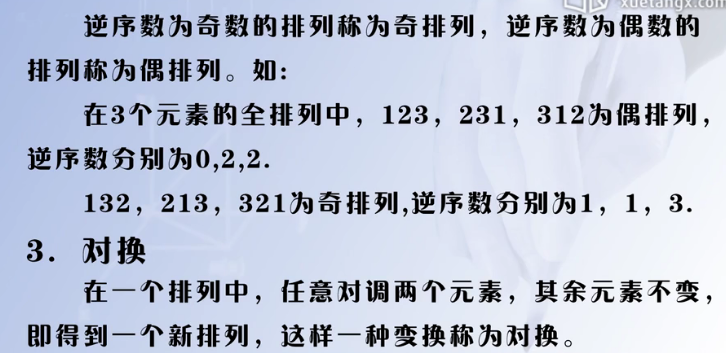 xuetangx.com
逆序数为奇数的排列称为奇排列，逆序数为偶数的
排列称为偶排列。如:
在3个元素的全排列中，123，231，312为偶排列，
逆序数分别为0,2,2.
132，213，321为奇排列,逆序数分别为1，1，3.
3．对换
在一个排列中，任意对调两个元素，其余元素不变，
即得到一个新排列，这样一种变换称为对换。